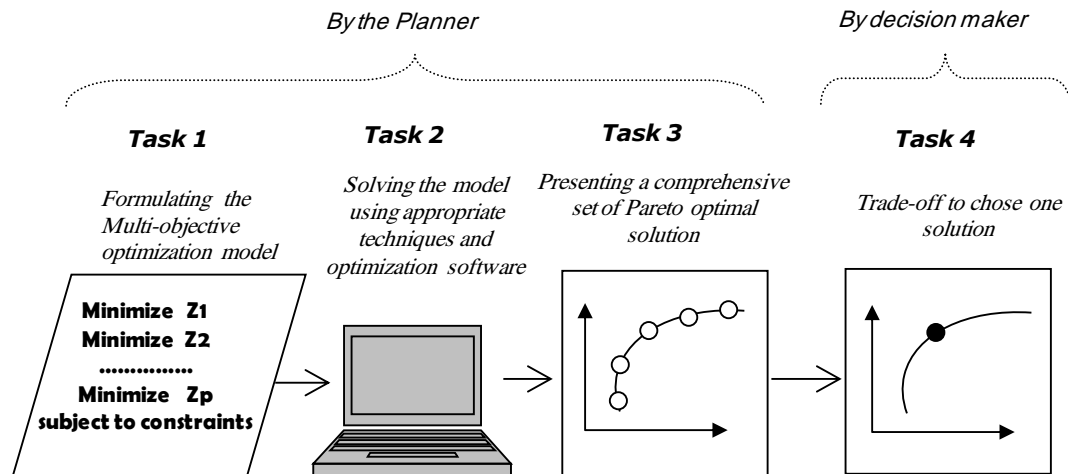 By the Planner
By decision maker
Task 1
Formulating the
Multi-objective
optimization model
Minimize Z1
Minimize Z2
...............
Minimize Zp
subject to constraints
Task 2
Solving the model
using appropriate
techniques and
optimization software
Task 3
Presenting a comprehensive
set of Pareto optimal
solution
Task 4
Trade-off to chose one
solution